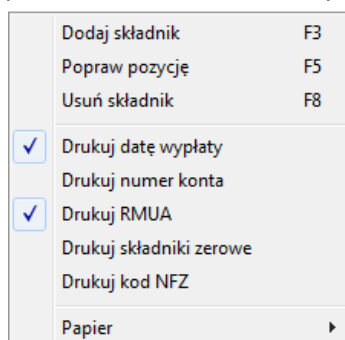 Dodaj składnik F3
Popraw pozycję F5
Usuń składnik F8
Drukuj datę wypłaty
Drukuj numer konta
Drukuj RMUA
Drukuj składniki zerowe
Drukuj kod NFZ
Papier